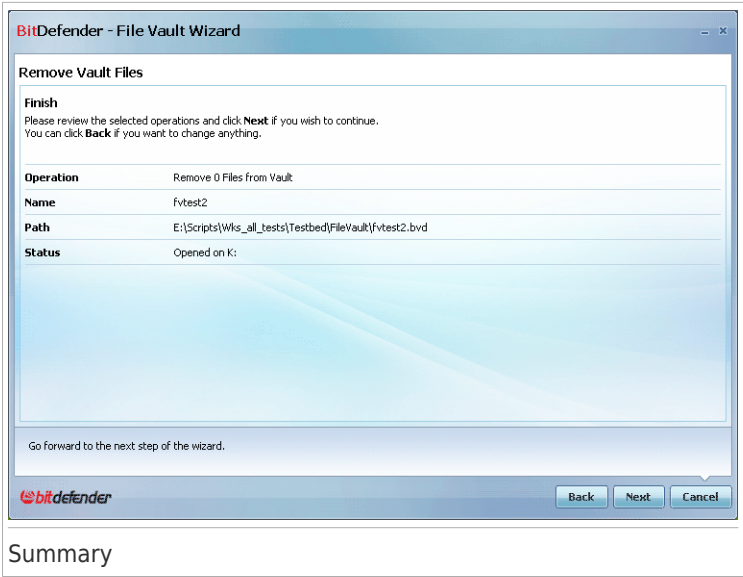 BitDefender - File Vault Wizard
Remove Vault Files
Finish
Please review the selected operations and click Next if you wish to continue.
You can click Back if you want to change anything.
Operation Remove 0 Files from Vault
Name fvtest2
Path E:\Scripts\Wks_all_tests\Testbed\FileVault\fvtest2.bvd
Status Opened on K:
Go forward to the next step of the wizard.
bitdefender
Back Next Cancel
Summary